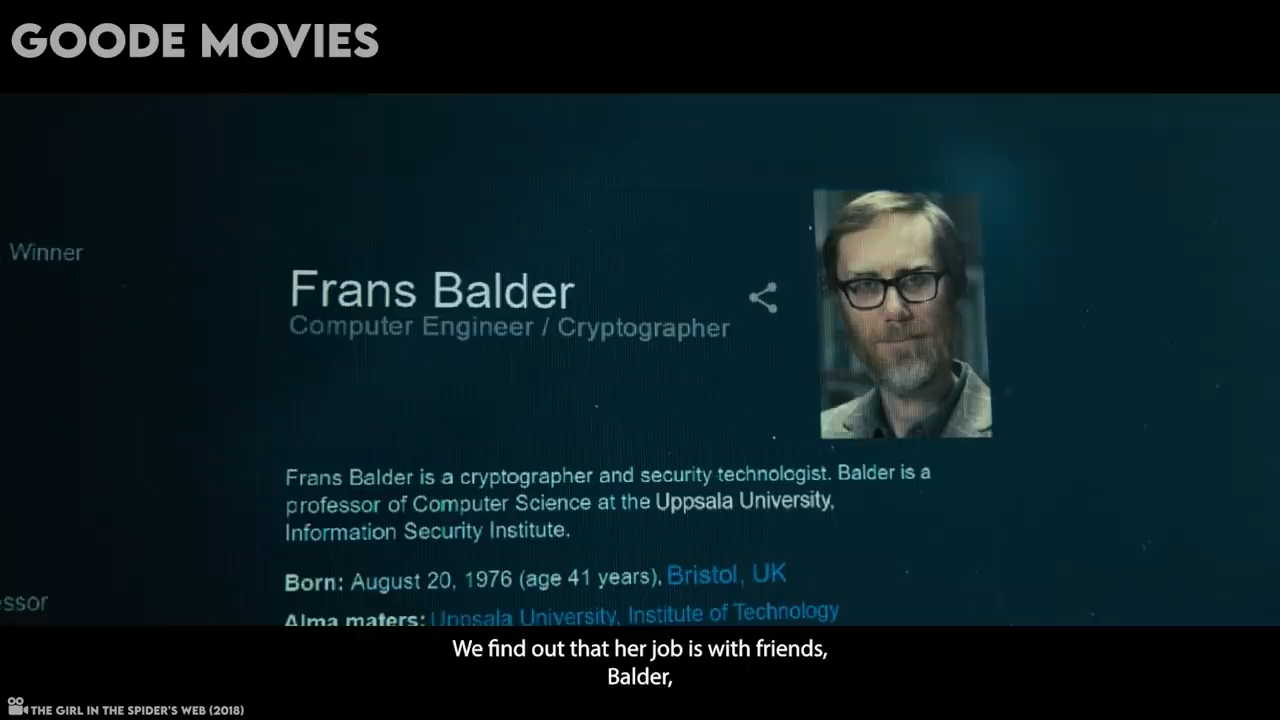 GOODE MOVIES
Winner
Frans Balder
Computer Engineer / Cryptographer
Frans Balder is a cryptographer and security technologist. Balder is a
professor of Computer Science at the Uppsala University,
Information Security Institute.
Born: August 20, 1976 (age 41 years), Bristol, UK
essor
Alma maters: Uppsala University, Institute of Technology
We find out that her job is with friends,
Balder,
THE GIRL IN THE SPIDER'S WEB (2018)